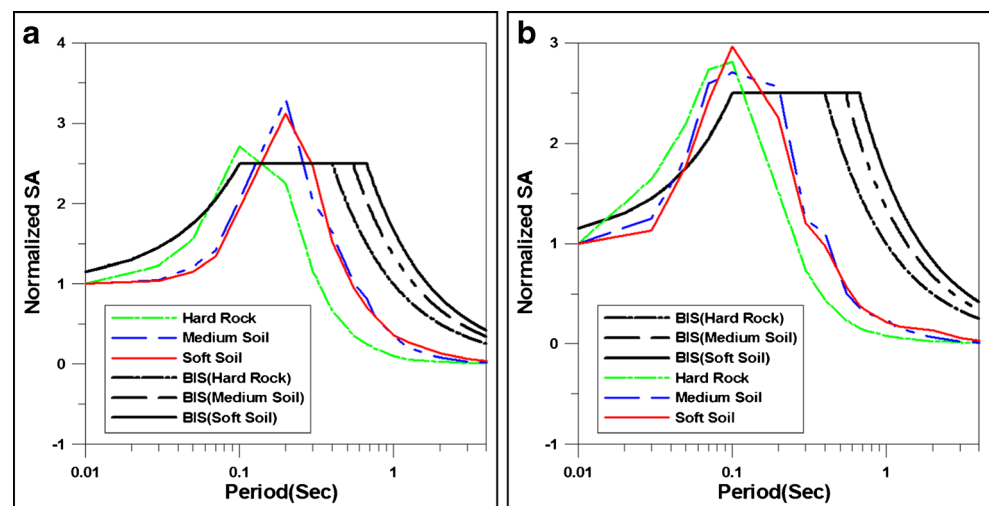 a
4
3
2
1
0
-1
Normalized SA
Hard Rock
Medium Soil
Soft Soil
BIS(Hard Rock)
BIS(Medium Soil)
BIS(Soft Soil)
0.01
0.1
1
Period(Sec)
b
3
2
1
0
-1
Normalized SA
BIS(Hard Rock)
BIS(Medium Soil)
BIS(Soft Soil)
Hard Rock
Medium Soil
Soft Soil
0.01
0.1
1
Period(Sec)